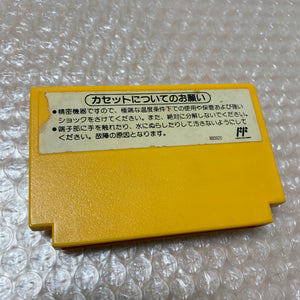 カセットについてのお願い
●精密機器ですので、極端な温度条件下での使用や保管および強い
ショックをさけてください。また、絶対に分解しないでください。
●端子部に手を触れたり、水にぬらしたりして汚さないようにして
ください。故障の原因となります。